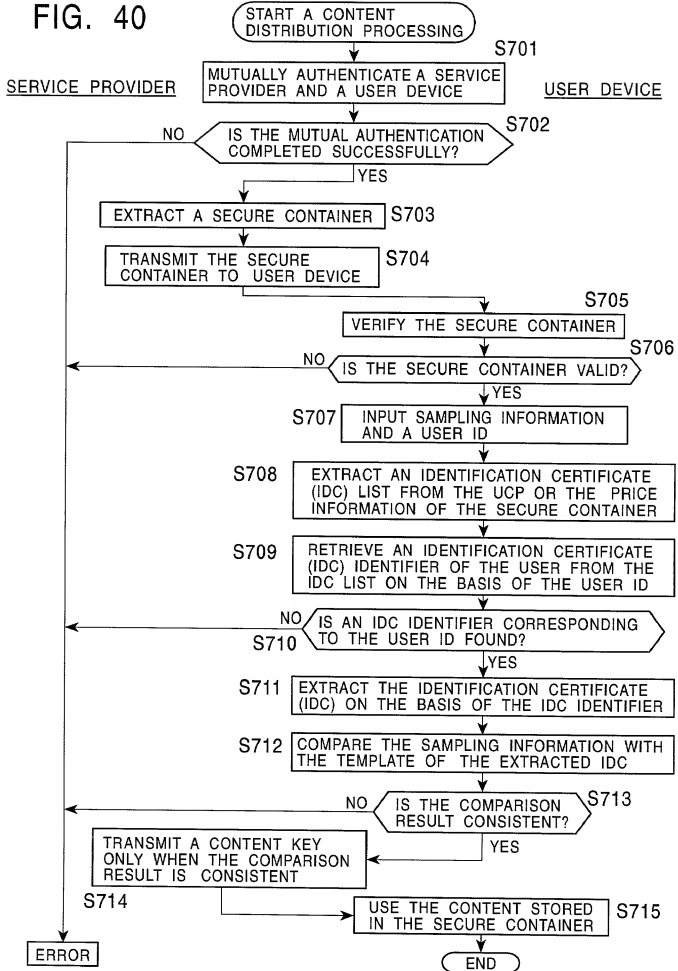 FIG. 40
START A CONTENT
DISTRIBUTION PROCESSING
S701
SERVICE PROVIDER
MUTUALLY AUTHENTICATE A SERVICE
PROVIDER AND A USER DEVICE
USER DEVICE
S702
NO
IS THE MUTUAL AUTHENTICATION
COMPLETED SUCCESSFULLY?
YES
EXTRACT A SECURE CONTAINER
S703
TRANSMIT THE SECURE
CONTAINER TO USER DEVICE
S704
S705
VERIFY THE SECURE CONTAINER
S706
NO
IS THE SECURE CONTAINER VALID?
YES
S707
INPUT SAMPLING INFORMATION
AND A USER ID
S708
EXTRACT AN IDENTIFICATION CERTIFICATE
(IDC) LIST FROM THE UCP OR THE PRICE
INFORMATION OF THE SECURE CONTAINER
S709
RETRIEVE AN IDENTIFICATION CERTIFICATE
(IDC) IDENTIFIER OF THE USER FROM THE
IDC LIST ON THE BASIS OF THE USER ID
NO
S710
IS AN IDC IDENTIFIER CORRESPONDING
TO THE USER ID FOUND?
YES
S711
EXTRACT THE IDENTIFICATION CERTIFICATE
(IDC) ON THE BASIS OF THE IDC IDENTIFIER
S712
COMPARE THE SAMPLING INFORMATION WITH
THE TEMPLATE OF THE EXTRACTED IDC
NO
IS THE COMPARISON
RESULT CONSISTENT?
S713
YES
TRANSMIT A CONTENT KEY
ONLY WHEN THE COMPARISON
RESULT IS CONSISTENT
S714
USE THE CONTENT STORED
IN THE SECURE CONTAINER
S715
ERROR
END